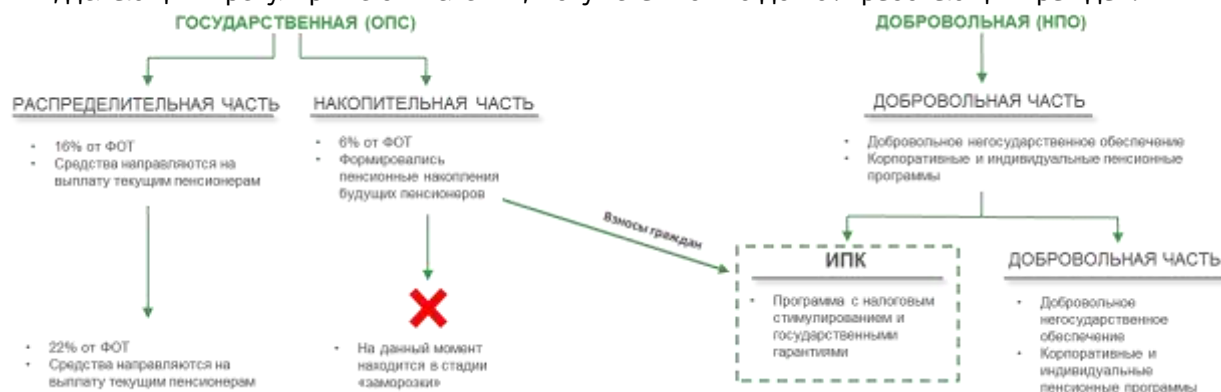 ГОСУДАРСТВЕННАЯ (ОПС)
ДОБРОВОЛЬНАЯ (НПО)
РАСПРЕДЕЛИТЕЛЬНАЯ ЧАСТЬ
• 16% от ФОТ
• Средства направляются на
выплату текущим пенсионерам
НАКОПИТЕЛЬНАЯ ЧАСТЬ
• 6% от ФОТ
• Формировались
пенсионные накопления
будущих пенсионеров
ДОБРОВОЛЬНАЯ ЧАСТЬ
• Добровольное негосударственное обеспечение
• Корпоративные и индивидуальные пенсионные
программы
Взносы граждан
• 22% от ФОТ
• Средства направляются на
выплату текущим пенсионерам
• На данный момент
находится в стадии
«заморозки»
ИПК
• Программа с налоговым
стимулированием и
государственными
гарантиями
ДОБРОВОЛЬНАЯ ЧАСТЬ
• Добровольное
негосударственное
обеспечение
• Корпоративные и
индивидуальные
пенсионные программы